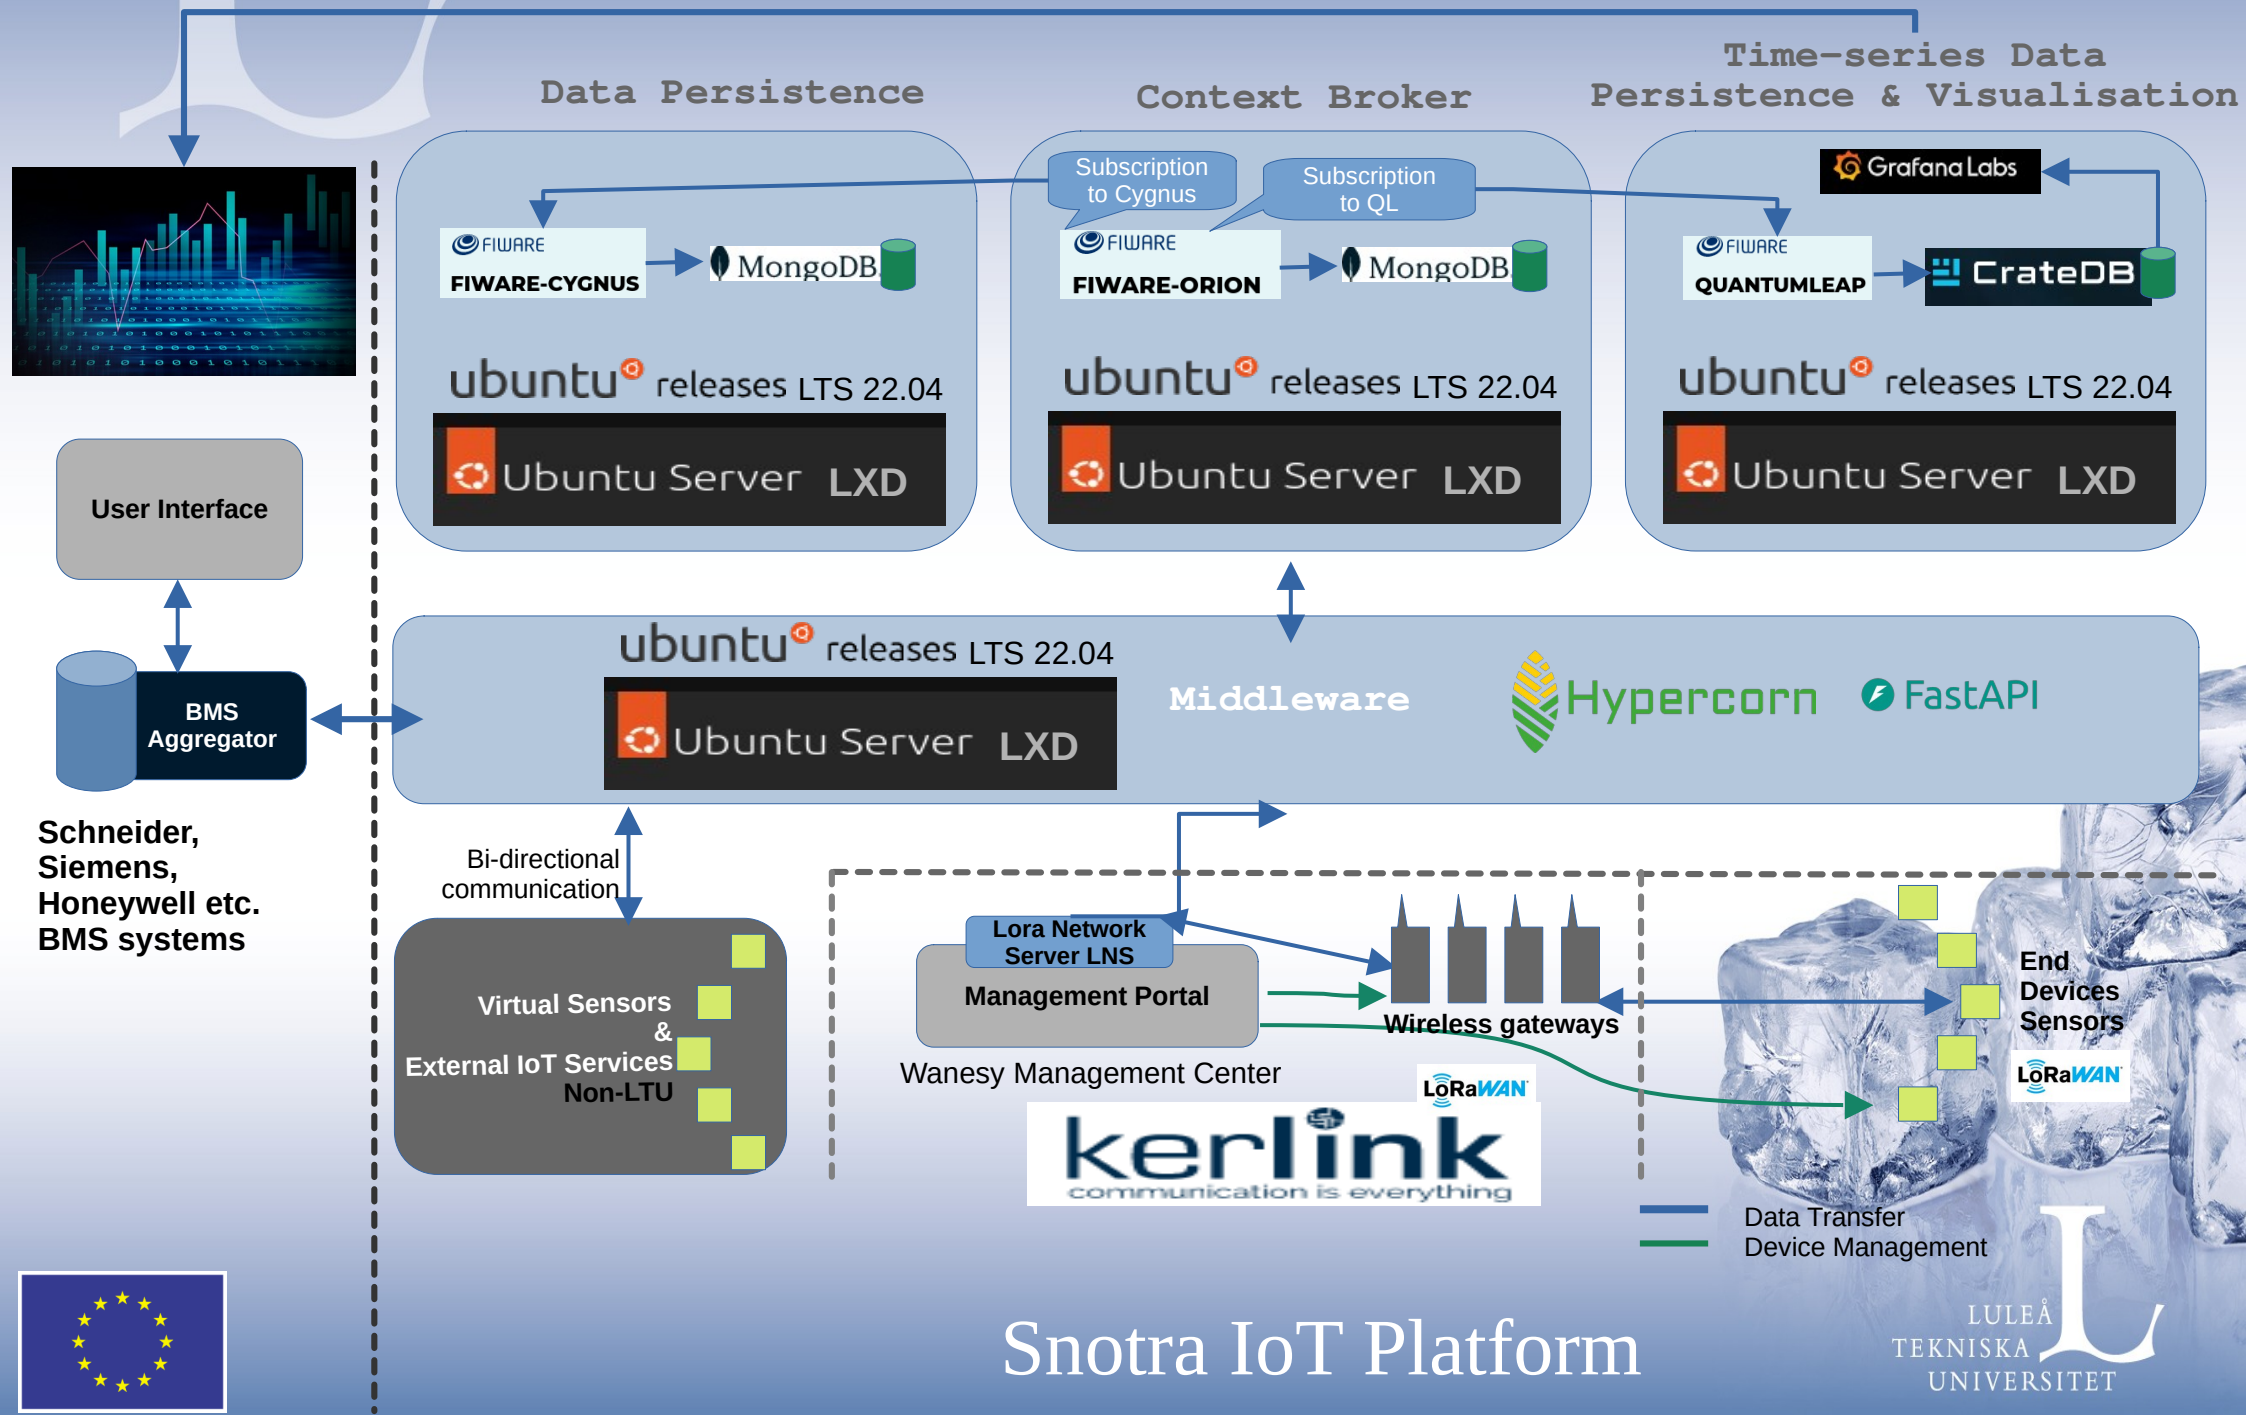 Time-series Data
Persistence & Visualisation
Data Persistence
Context Broker
Subscription
to Cygnus
Subscription
to QL
Grafana Labs
FIWARE
FIWARE-CYGNUS
MongoDB
FIWARE
FIWARE-ORION
MongoDB
FIWARE
QUANTUMLEAP
CrateDB
ubuntu releases LTS 22.04
Ubuntu Server LXD
ubuntu releases LTS 22.04
Ubuntu Server LXD
ubuntu releases LTS 22.04
Ubuntu Server LXD
User Interface
BMS
Aggregator
Schneider,
Siemens,
Honeywell etc.
BMS systems
ubuntu releases LTS 22.04
Ubuntu Server LXD
Middleware
Hypercorn
FastAPI
Bi-directional
communication
Virtual Sensors
&
External IoT Services
Non-LTU
Lora Network
Server LNS
Management Portal
Wanesy Management Center
Wireless gateways
LoRaWAN
kerlink
communication is everything
End
Devices
Sensors
LoRaWAN
Data Transfer
Device Management
Snotra IoT Platform
LULEÅ
TEKNISKA
UNIVERSITET